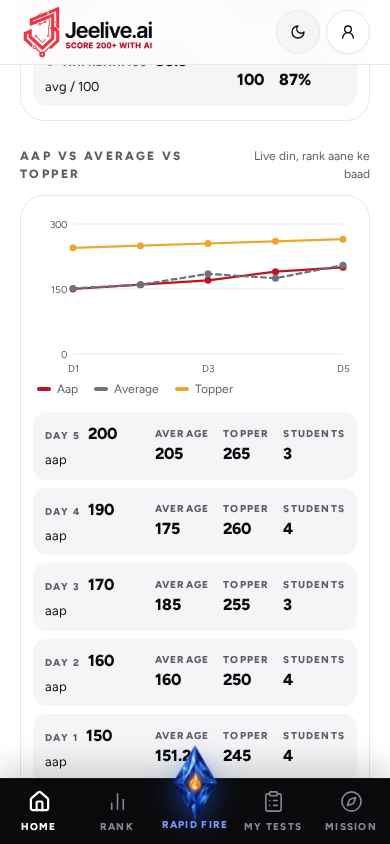 Jeelive.ai
SCORE 200+ WITH AI
avg / 100
100 87%
AAP VS AVERAGE VS
TOPPER
Live din, rank aane ke
baad
300
150
0
D1 D3 D5
Aap Average Topper
DAY 5 200
aap
AVERAGE TOPPER STUDENTS
205 265 3
DAY 4 190
aap
AVERAGE TOPPER STUDENTS
175 260 4
DAY 3 170
aap
AVERAGE TOPPER STUDENTS
185 255 3
DAY 2 160
aap
AVERAGE TOPPER STUDENTS
160 250 4
DAY 1 150
aap
AVERAGE TOPPER STUDENTS
151.2 245 4
HOME RANK RAPID FIRE MY TESTS MISSION